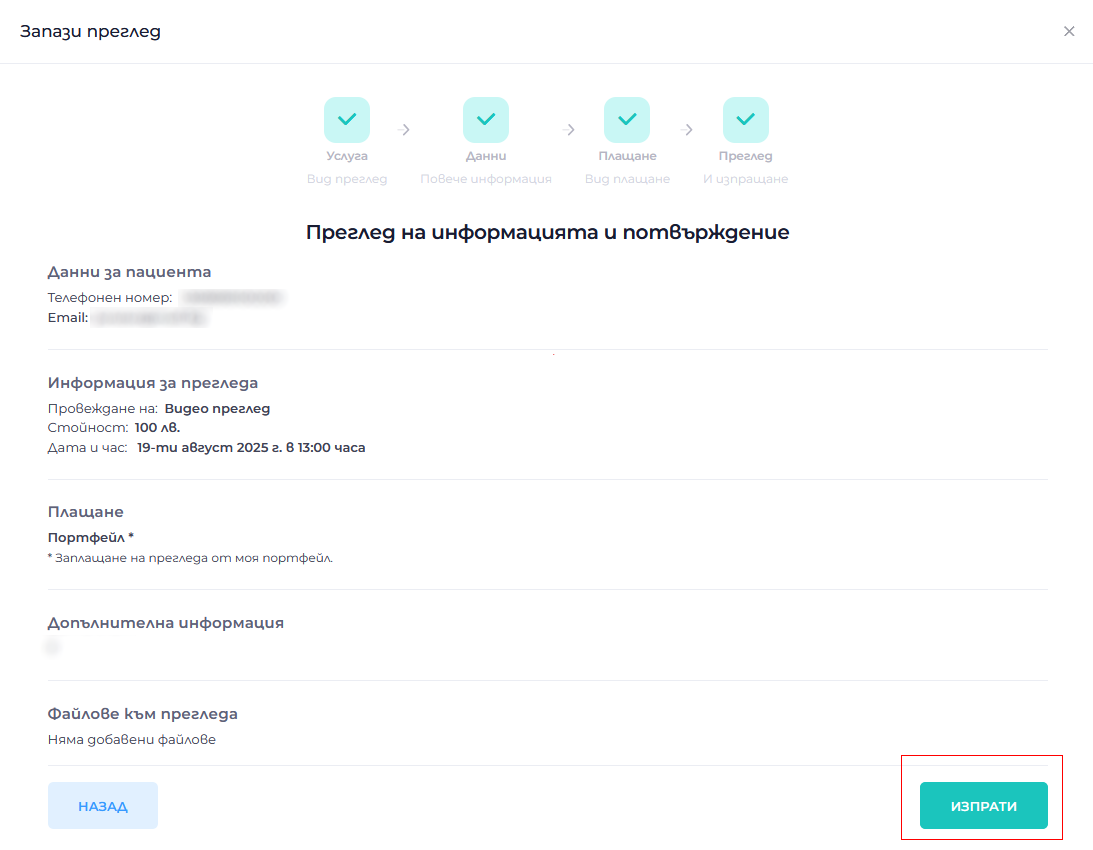 Запази преглед
Услуга
Данни
Плащане
Преглед
Вид преглед
Повече информация
Вид плащане
И изпращане
Преглед на информацията и потвърждение
Данни за пациента
Телефонен номер:
Email:
Информация за прегледа
Провеждане на: Видео преглед
Стойност: 100 лв.
Дата и час: 19-ти август 2025 г. в 13:00 часа
Плащане
Портфейл *
* Заплащане на прегледа от моя портфейл.
Допълнителна информация
Файлове към прегледа
Няма добавени файлове
НАЗАД
ИЗПРАТИ